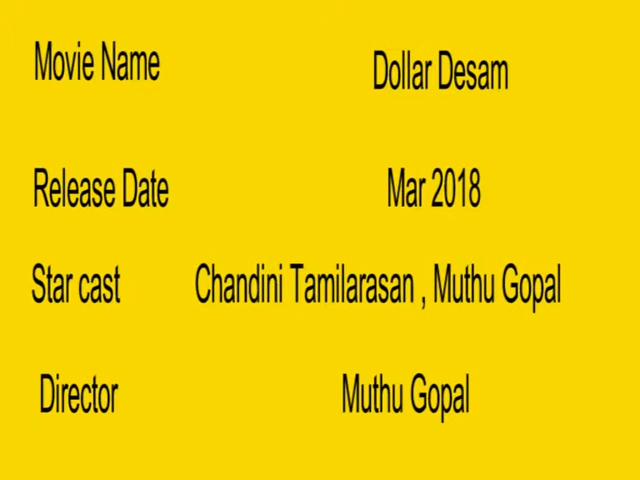 Movie Name Dollar Desam
Release Date Mar 2018
Star cast Chandini Tamilarasan , Muthu Gopal
Director Muthu Gopal